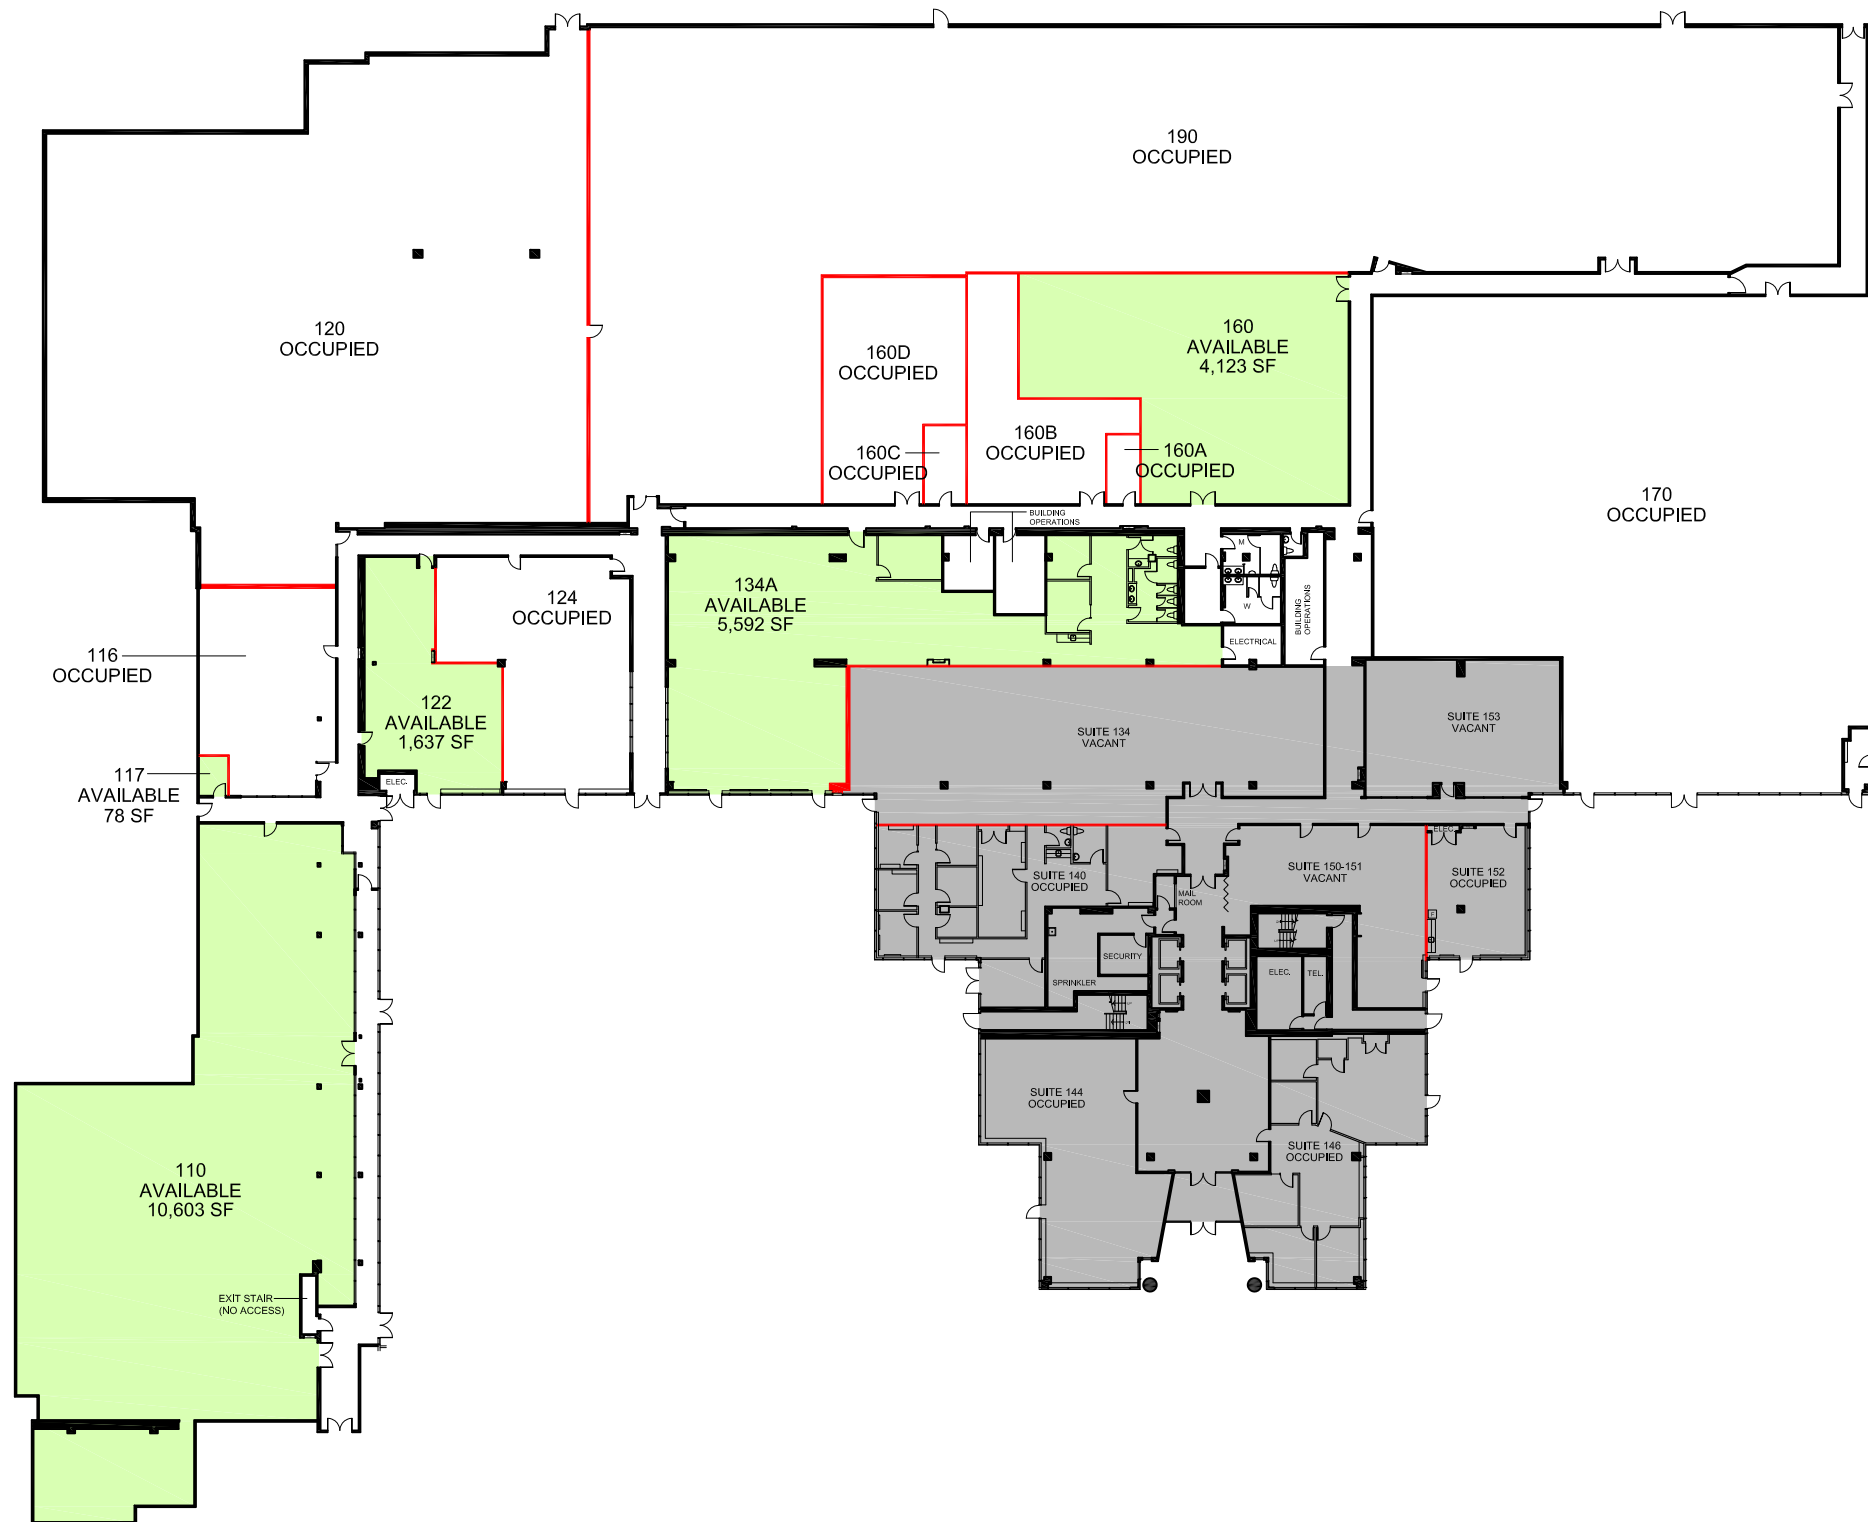 190
OCCUPIED
120
OCCUPIED
160
AVAILABLE
4,123 SF
160D
OCCUPIED
160B
OCCUPIED
160C
OCCUPIED
160A
OCCUPIED
170
OCCUPIED
BUILDING
OPERATIONS
M
W
BUILDING
OPERATIONS
ELECTRICAL
134A
AVAILABLE
5,592 SF
124
OCCUPIED
116
OCCUPIED
122
AVAILABLE
1,637 SF
ELEC.
117
AVAILABLE
78 SF
SUITE 134
VACANT
SUITE 153
VACANT
SUITE 140
OCCUPIED
MAIL
ROOM
SUITE 150-151
VACANT
ELEC.
SUITE 152
OCCUPIED
SECURITY
SPRINKLER
ELEC.
TEL.
SUITE 144
OCCUPIED
SUITE 146
OCCUPIED
110
AVAILABLE
10,603 SF
EXIT STAIR
(NO ACCESS)